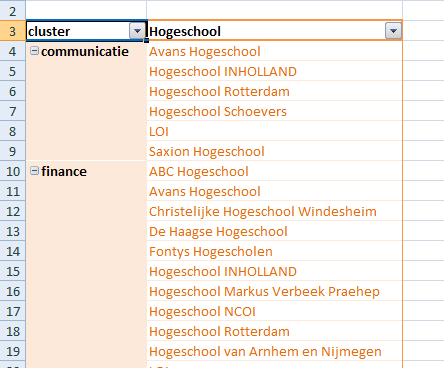 2
3 cluster Hogeschool
4 communicatie Avans Hogeschool
5 Hogeschool INHOLLAND
6 Hogeschool Rotterdam
7 Hogeschool Schoevers
8 LOI
9 Saxion Hogeschool
10 finance ABC Hogeschool
11 Avans Hogeschool
12 Christelijke Hogeschool Windesheim
13 De Haagse Hogeschool
14 Fontys Hogescholen
15 Hogeschool INHOLLAND
16 Hogeschool Markus Verbeek Praehep
17 Hogeschool NCOI
18 Hogeschool Rotterdam
19 Hogeschool van Arnhem en Nijmegen